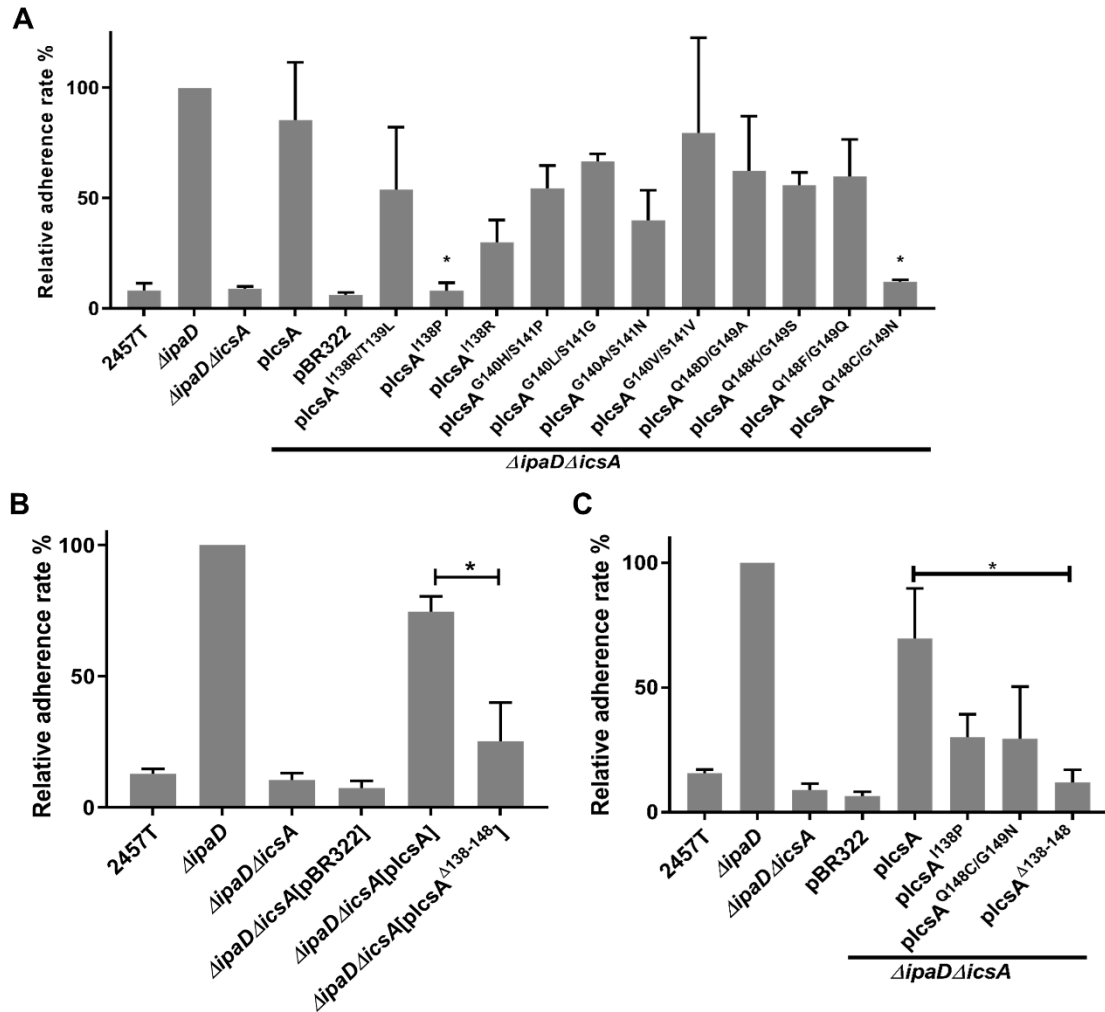 A
Relative adherence rate %
100
50
0
*
*
2457T
ΔipaD
ΔipaDΔicsA
pIcsA
pBR322
pIcsA^I138R/T139L
pIcsA^I138P
pIcsA^I138R
pIcsA^G140H/S141P
pIcsA^G140L/S141G
pIcsA^G140A/S141N
pIcsA^G140V/S141V
pIcsA^Q148D/G149A
pIcsA^Q148K/G149S
pIcsA^Q148F/G149Q
pIcsA^Q148C/G149N
ΔipaDΔicsA
B
Relative adherence rate %
100
50
0
*
2457T
ΔipaD
ΔipaDΔicsA
ΔipaDΔicsA[pBR322]
ΔipaDΔicsA[pIcsA]
ΔipaDΔicsA[pIcsA^Δ138-148]
C
Relative adherence rate %
100
50
0
*
2457T
ΔipaD
ΔipaDΔicsA
pBR322
pIcsA
pIcsA^I138P
pIcsA^Q148C/G149N
pIcsA^Δ138-148
ΔipaDΔicsA